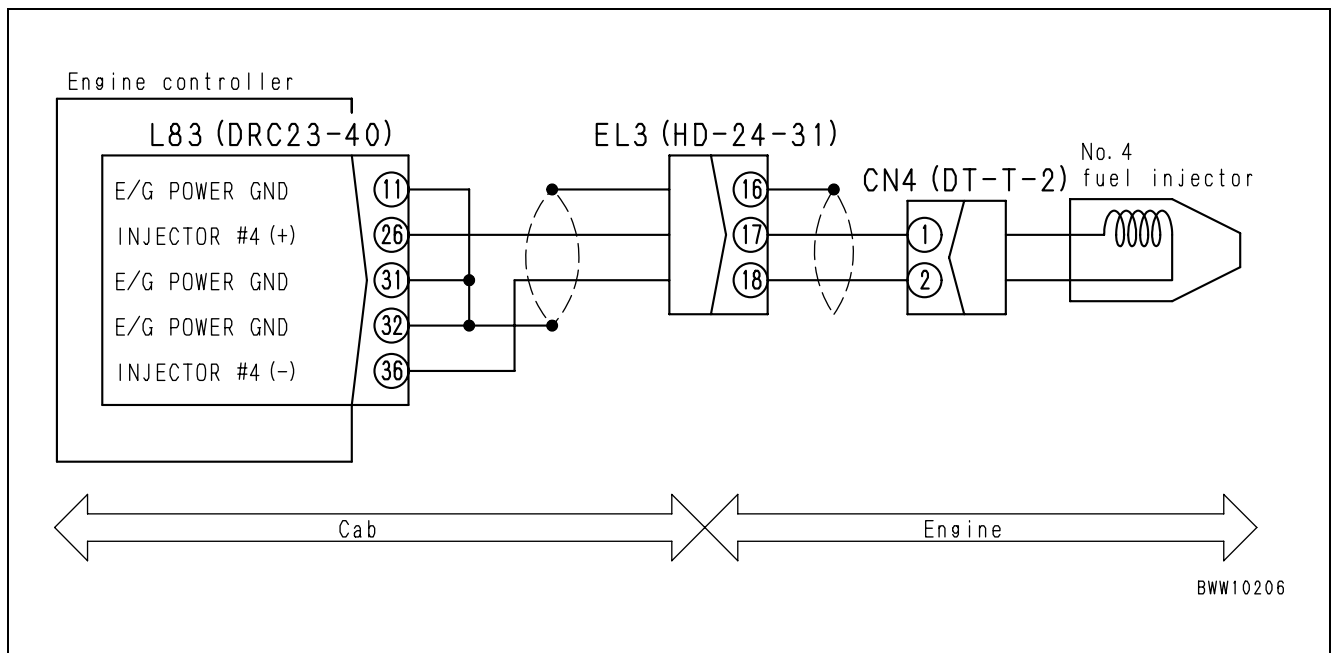 Engine controller
L83 (DRC23-40)
E/G POWER GND
11
INJECTOR #4 (+)
26
E/G POWER GND
31
E/G POWER GND
32
INJECTOR #4 (-)
36
EL3 (HD-24-31)
16
17
18
CN4 (DT-T-2)
1
2
No. 4
fuel injector
Cab
Engine
BWW10206